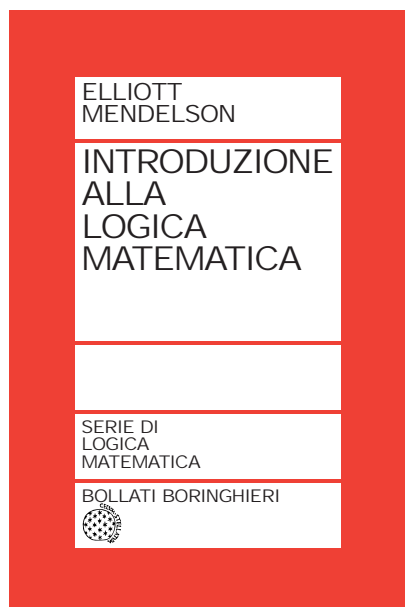 ELLIOTT
MENDELSON
INTRODUZIONE
ALLA
LOGICA
MATEMATICA
SERIE DI
LOGICA
MATEMATICA
BOLLATI BORINGHIERI